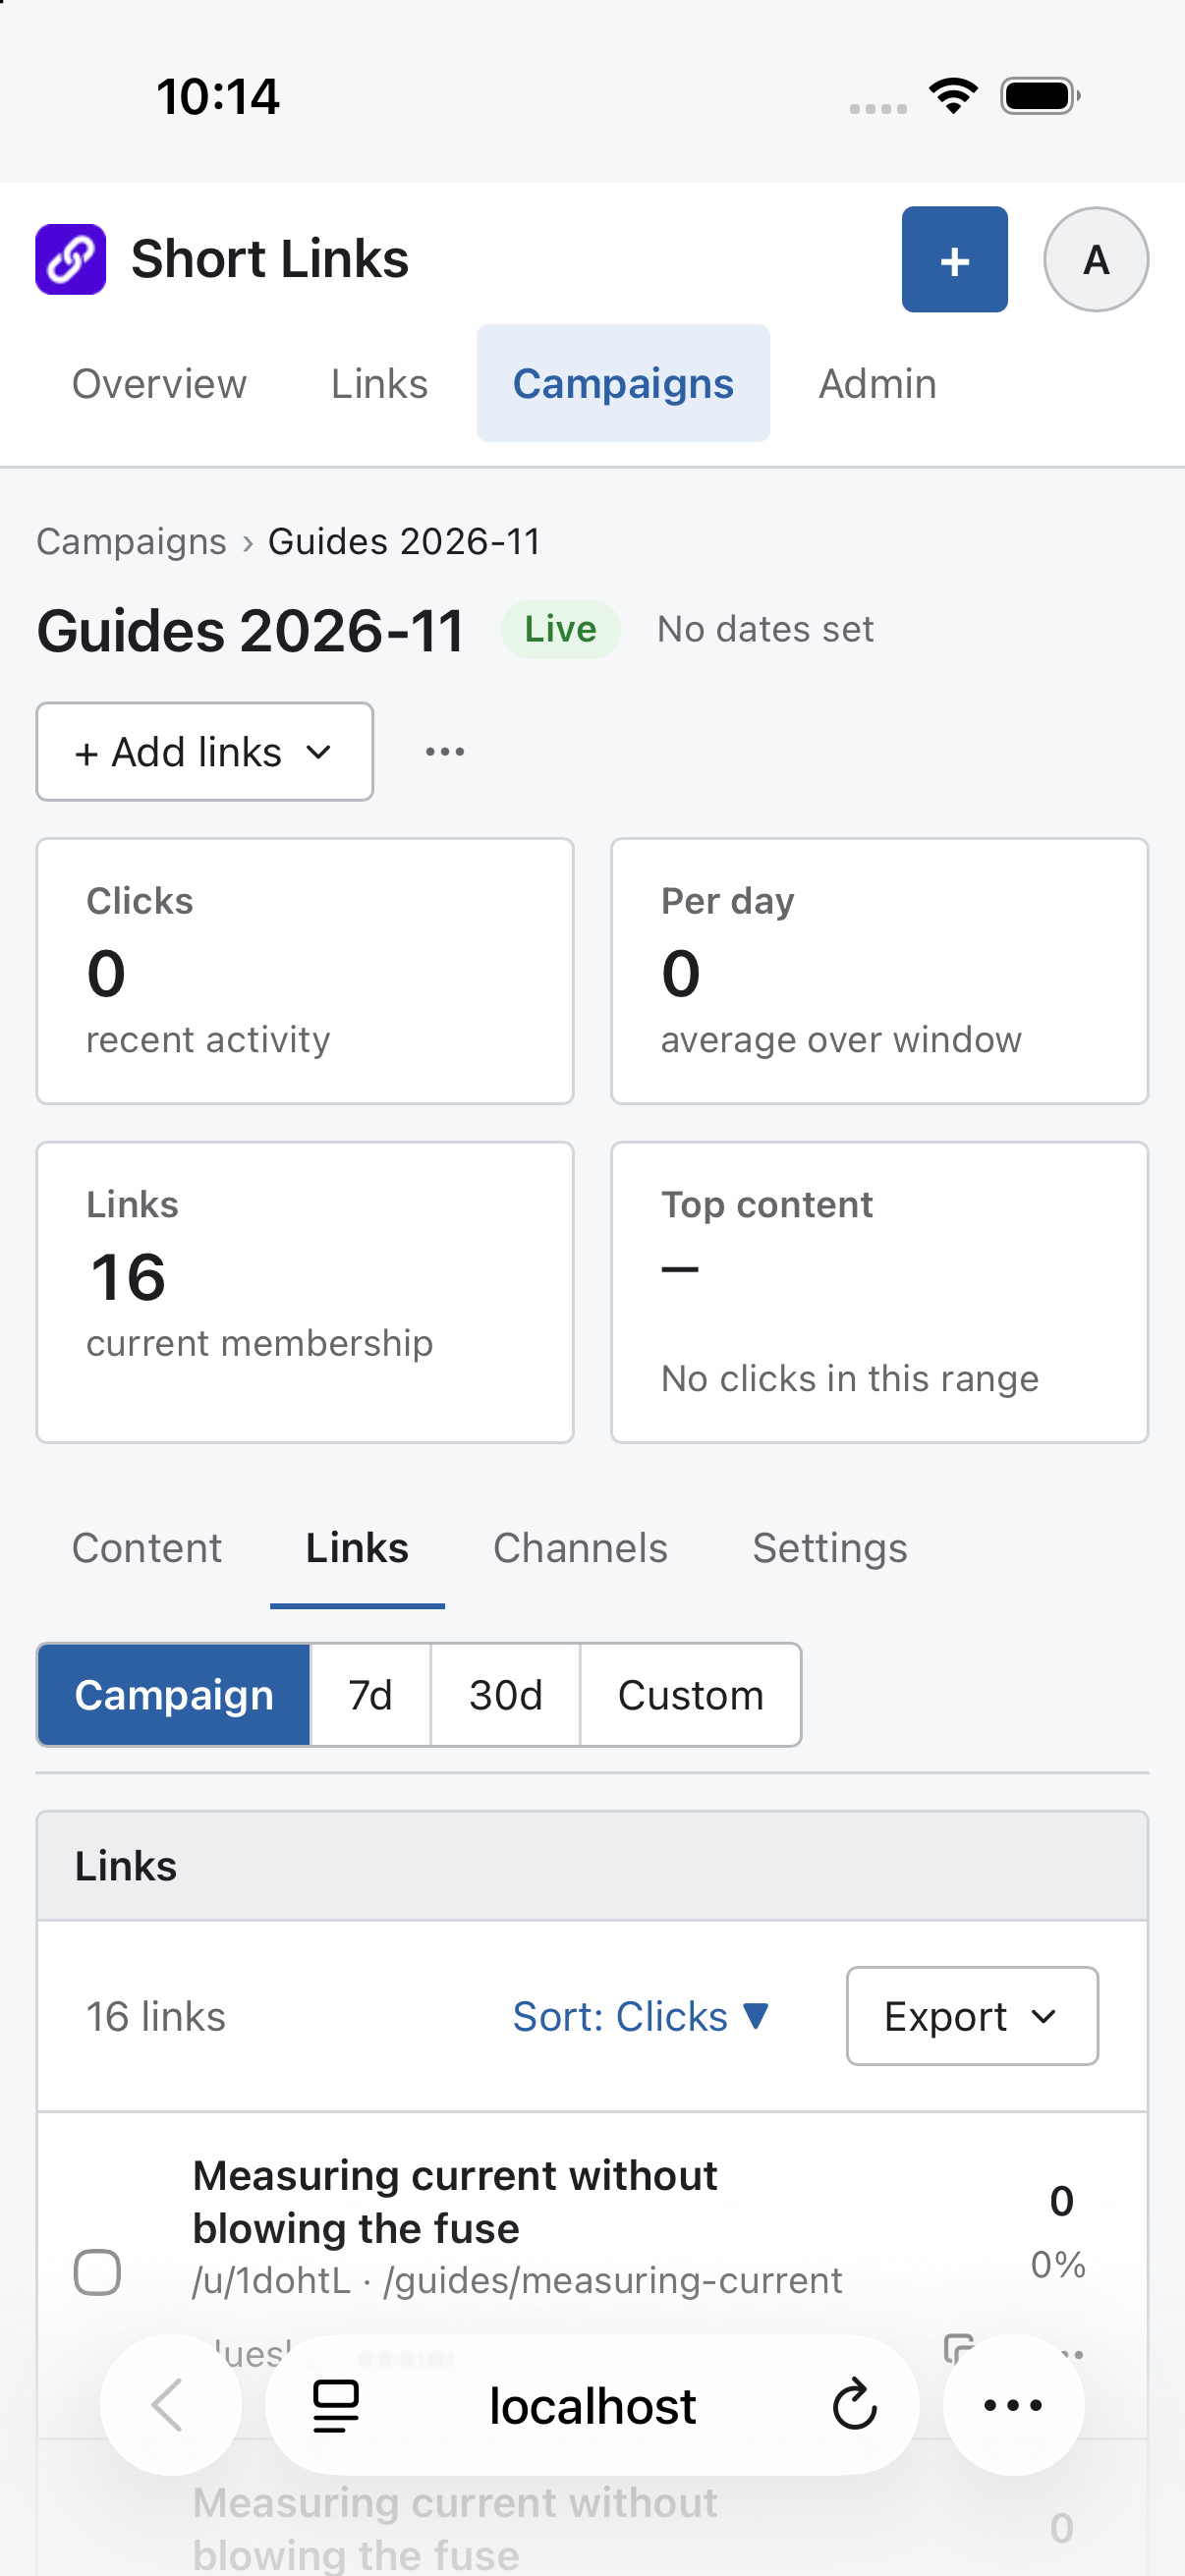 10:14
Short Links
+
A
Overview
Links
Campaigns
Admin
Campaigns › Guides 2026-11
Guides 2026-11
Live
No dates set
+ Add links
Clicks
0
recent activity
Per day
0
average over window
Links
16
current membership
Top content
—
No clicks in this range
Content
Links
Channels
Settings
Campaign
7d
30d
Custom
Links
16 links
Sort: Clicks ▼
Export
Measuring current without
blowing the fuse
/u/1dohtL · /guides/measuring-current
0
0%
localhost
Measuring current without
blowing the fuse
0